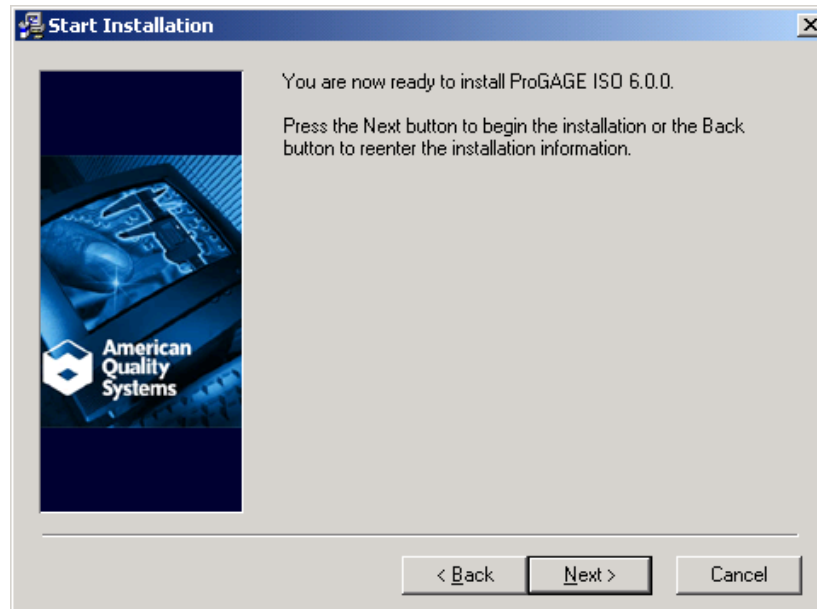 Start Installation
You are now ready to install ProGAGE ISO 6.0.0.
Press the Next button to begin the installation or the Back
button to reenter the installation information.
American
Quality
Systems
< Back
Next >
Cancel